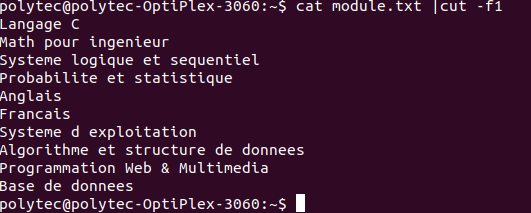 polytec@polytec-OptiPlex-3060:~$ cat module.txt |cut -f1
Langage C
Math pour ingenieur
Systeme logique et sequentiel
Probabilite et statistique
Anglais
Francais
Systeme d exploitation
Algorithme et structure de donnees
Programmation Web & Multimedia
Base de donnees
polytec@polytec-OptiPlex-3060:~$